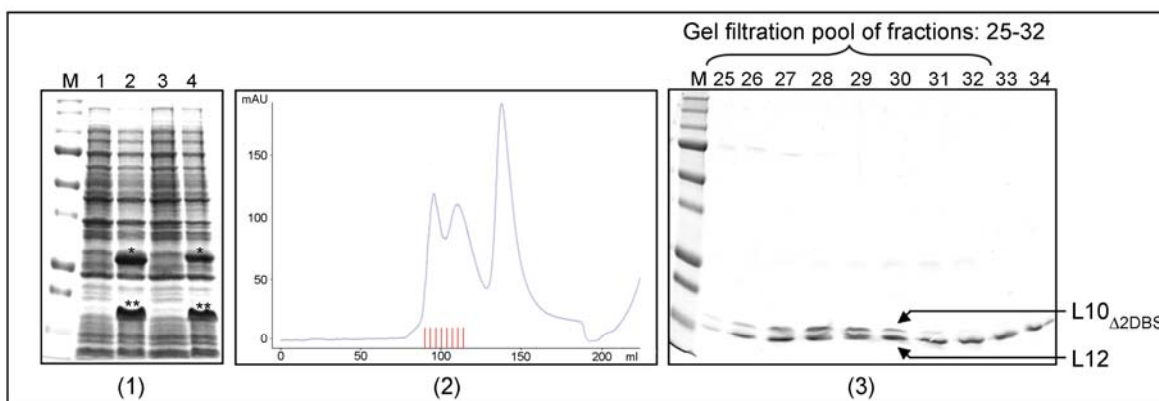 Gel filtration pool of fractions: 25-32
M 1 2 3 4
* *
** **
(1)
mAU
150
100
50
0
0 50 100 150 200 ml
(2)
M 25 26 27 28 29 30 31 32 33 34
L10Δ2DBS
L12
(3)